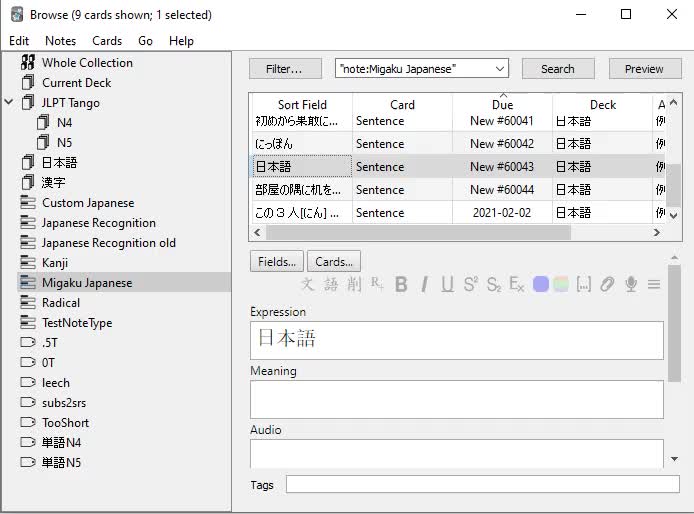 Browse (9 cards shown; 1 selected)
Edit Notes Cards Go Help
Whole Collection
Current Deck
JLPT Tango
N4
N5
日本語
漢字
Custom Japanese
Japanese Recognition
Japanese Recognition old
Kanji
Migaku Japanese
Radical
TestNoteType
.5T
0T
leech
subs2srs
TooShort
単語N4
単語N5
Filter... "note:Migaku Japanese" Search Preview
Sort Field Card Due Deck A
初めから果敢に... Sentence New #60041 日本語 例
にっぽん Sentence New #60042 日本語 例
日本語 Sentence New #60043 日本語 例
部屋の隅に机を... Sentence New #60044 日本語 例
この３人[にん] ... Sentence 2021-02-02 日本語 例
Fields... Cards...
文 語 削 R+ B I U S² S₂ Ex [...]
Expression
日本語
Meaning
Audio
Tags